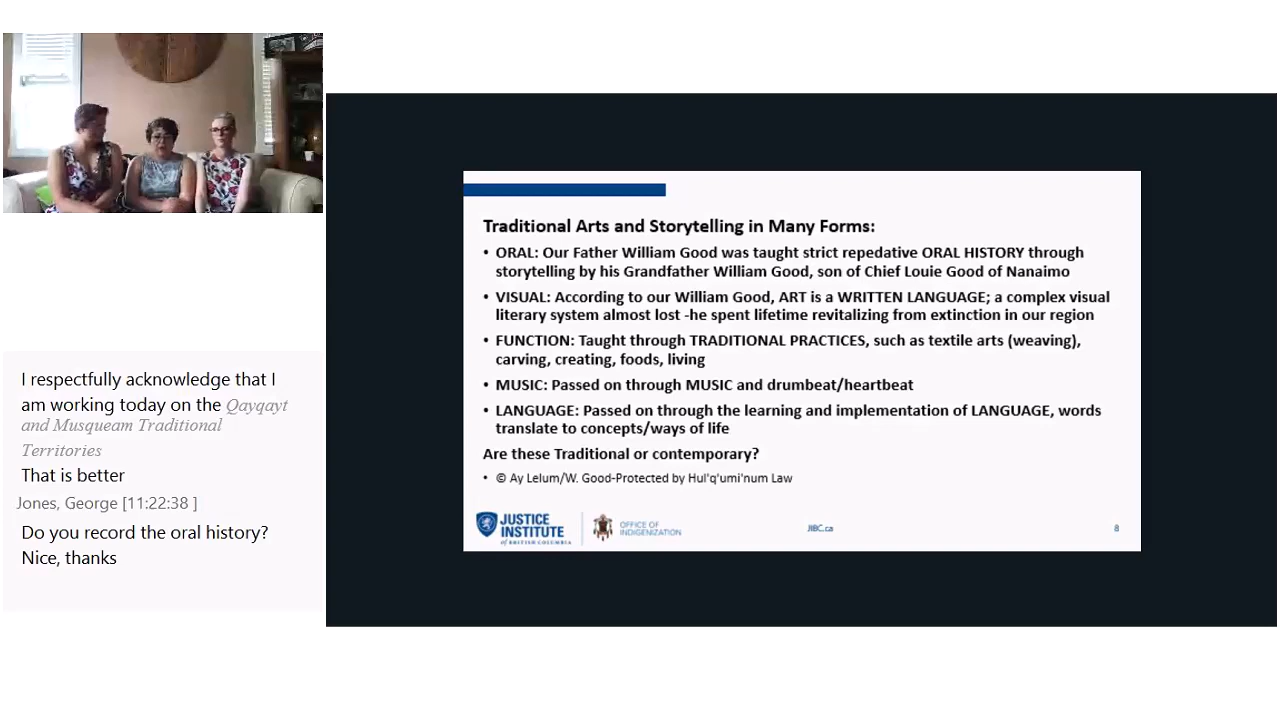 I respectfully acknowledge that I
am working today on the Qayqayt
and Musqueam Traditional
Territories
That is better
Jones, George [11:22:38 ]
Do you record the oral history?
Nice, thanks
Traditional Arts and Storytelling in Many Forms:
• ORAL: Our Father William Good was taught strict repedative ORAL HISTORY through
storytelling by his Grandfather William Good, son of Chief Louie Good of Nanaimo
• VISUAL: According to our William Good, ART is a WRITTEN LANGUAGE; a complex visual
literary system almost lost -he spent lifetime revitalizing from extinction in our region
• FUNCTION: Taught through TRADITIONAL PRACTICES, such as textile arts (weaving),
carving, creating, foods, living
• MUSIC: Passed on through MUSIC and drumbeat/heartbeat
• LANGUAGE: Passed on through the learning and implementation of LANGUAGE, words
translate to concepts/ways of life
Are these Traditional or contemporary?
• © Ay Lelum/W. Good-Protected by Hul'q'umi'num Law
JUSTICE
INSTITUTE
of BRITISH COLUMBIA
OFFICE OF
INDIGENIZATION
JIBC.ca
8